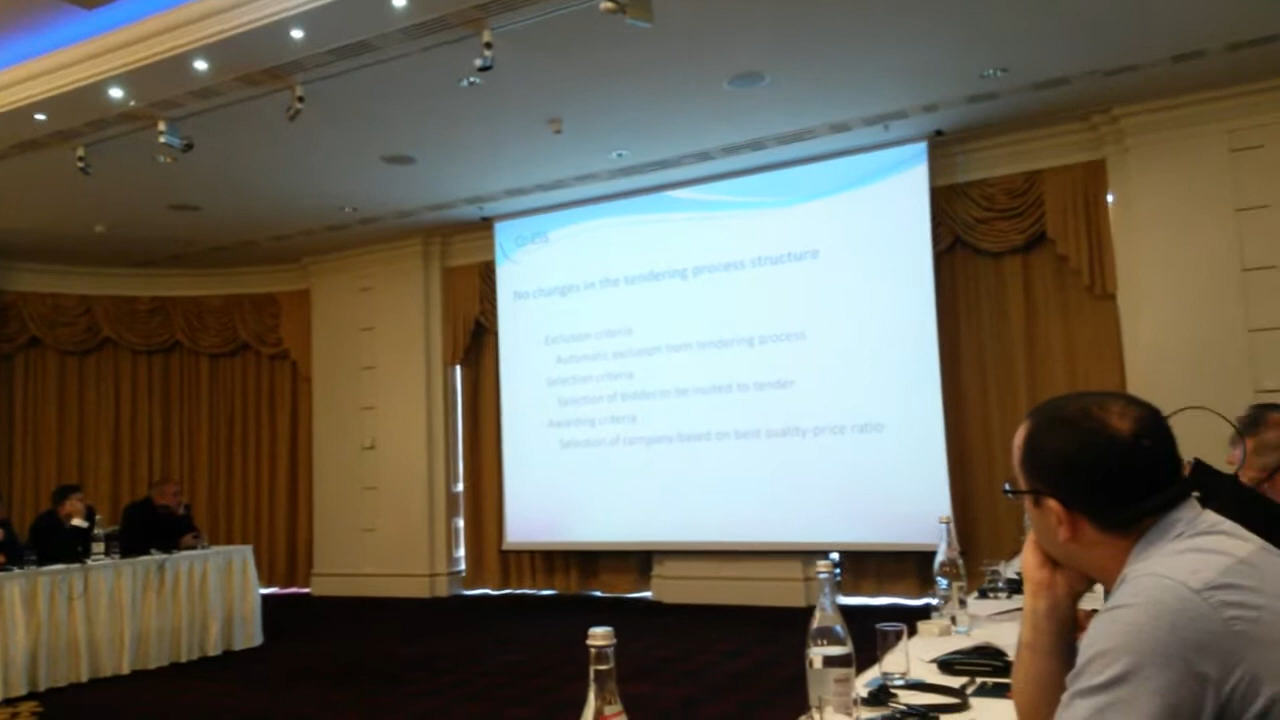 No changes in the tendering process structure
Exclusion criteria
Automatic exclusion from tendering process
Selection criteria
Selection of bidders to be invited to tender
Awarding criteria
Selection of company based on best quality-price ratio